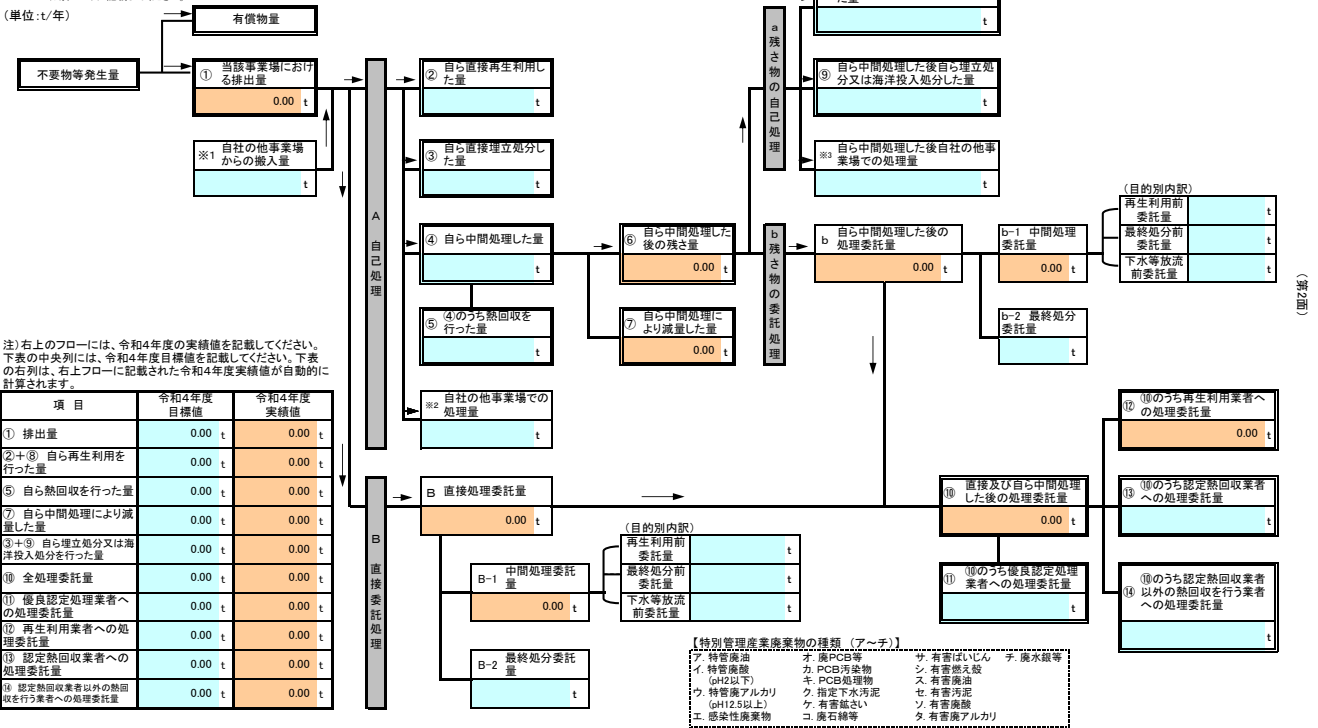 (単位:t/年)
有償物量
不要物等発生量
① 当該事業場におけ
る排出量
0.00 t
※1 自社の他事業場
からの搬入量
t
A 自己処理
② 自ら直接再生利用し
た量
t
③ 自ら直接埋立処分し
た量
t
④ 自ら中間処理した量
t
⑤ ④のうち熱回収を
行った量
t
※2 自社の他事業場での
処理量
t
⑥ 自ら中間処理した
後の残さ量
0.00 t
⑦ 自ら中間処理に
より減量した量
0.00 t
a 残さ物の自己処理
た量
t
⑨ 自ら中間処理した後自ら埋立処
分又は海洋投入処分した量
t
※3 自ら中間処理した後自社の他事
業場での処理量
t
b 残さ物の委託処理
b 自ら中間処理した後の
処理委託量
0.00 t
b-1 中間処理
委託量
0.00 t
(目的別内訳)
再生利用前
委託量
t
最終処分前
委託量
t
下水等放流
前委託量
t
b-2 最終処分
委託量
t
(第2面)
注)右上のフローには、令和4年度の実績値を記載してください。
下表の中央列には、令和4年度目標値を記載してください。下表
の右列は、右上フローに記載された令和4年度実績値が自動的に
計算されます。
項 目 令和4年度
目標値 令和4年度
実績値
① 排出量 0.00 t 0.00 t
②+⑧ 自ら再生利用を
行った量 0.00 t 0.00 t
⑤ 自ら熱回収を行った量 0.00 t 0.00 t
⑦ 自ら中間処理により減
量した量 0.00 t 0.00 t
③+⑨ 自ら埋立処分又は海
洋投入処分を行った量 0.00 t 0.00 t
⑩ 全処理委託量 0.00 t 0.00 t
⑪ 優良認定処理業者へ
の処理委託量 0.00 t 0.00 t
⑫ 再生利用業者への処
理委託量 0.00 t 0.00 t
⑬ 認定熱回収業者への
処理委託量 0.00 t 0.00 t
⑭ 認定熱回収業者以外の熱回
収を行う業者への処理委託量 0.00 t 0.00 t
B 直接委託処理
B 直接処理委託量
0.00 t
B-1 中間処理委託
量
0.00 t
(目的別内訳)
再生利用前
委託量
t
最終処分前
委託量
t
下水等放流
前委託量
t
B-2 最終処分委託
量
t
⑩ 直接及び自ら中間処理
した後の処理委託量
0.00 t
⑪ ⑩のうち優良認定処理
業者への処理委託量
t
⑫ ⑩のうち再生利用業者へ
の処理委託量
0.00 t
⑬ ⑩のうち認定熱回収業者
への処理委託量
t
⑭ ⑩のうち認定熱回収業者
以外の熱回収を行う業者
への処理委託量
t
【特別管理産業廃棄物の種類 (ア～チ)】
ア. 特管廃油 オ. 廃PCB等 サ. 有害ばいじん チ. 廃水銀等
イ. 特管廃酸 カ. PCB汚染物 シ. 有害燃え殻
(pH2以下) キ. PCB処理物 ス. 有害廃油
ウ. 特管廃アルカリ ク. 指定下水汚泥 セ. 有害汚泥
(pH12.5以上) ケ. 有害鉱さい ソ. 有害廃酸
エ. 感染性廃棄物 コ. 廃石綿等 タ. 有害廃アルカリ